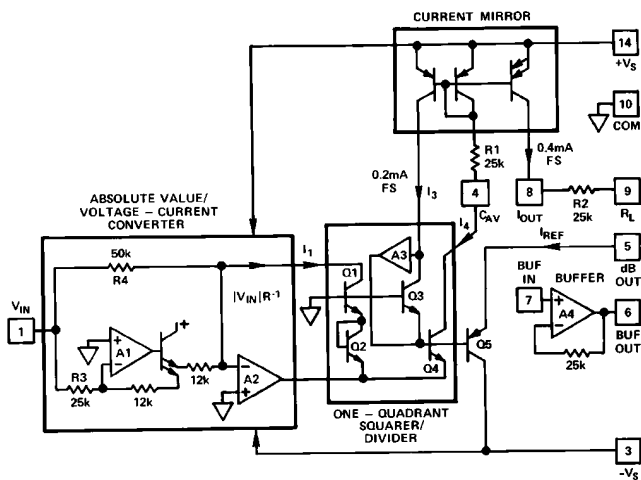 CURRENT MIRROR
14
+VS
10
COM
R1
25k
0.2mA
FS
0.4mA
FS
I3
4
CAV
I4
8
IOUT
R2
25k
9
RL
IREF
5
dB
OUT
ABSOLUTE VALUE/
VOLTAGE – CURRENT
CONVERTER
50k
R4
I1
|VIN|R-1
VIN
1
+
A1
–
+
12k
R3
25k
12k
–
A2
+
Q1
Q2
A3
Q3
Q4
Q5
ONE – QUADRANT
SQUARER/
DIVIDER
BUF
IN
BUFFER
7
+
A4
–
25k
6
BUF
OUT
3
-VS